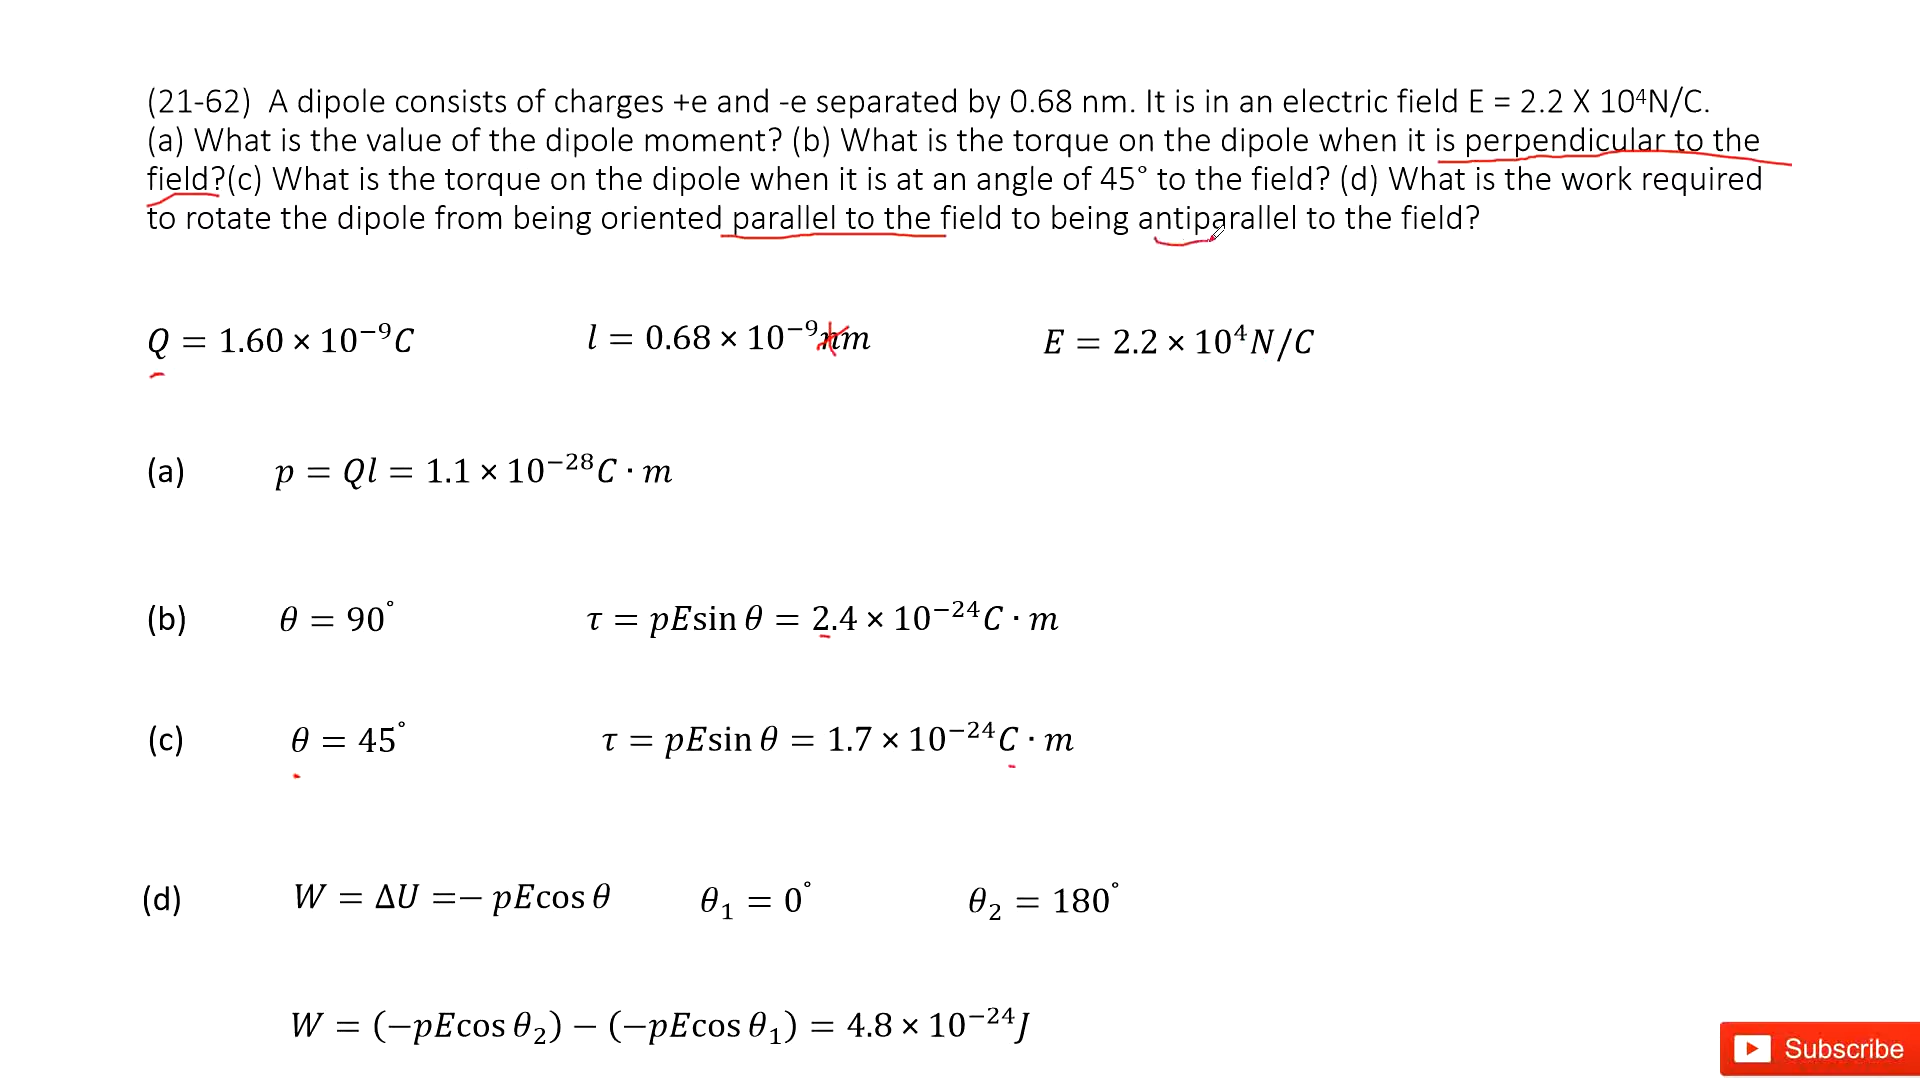 (21-62)  A dipole consists of charges +e and -e separated by 0.68 nm. It is in an electric field E = 2.2 X 10⁴N/C.
(a) What is the value of the dipole moment? (b) What is the torque on the dipole when it is perpendicular to the
field?(c) What is the torque on the dipole when it is at an angle of 45° to the field? (d) What is the work required
to rotate the dipole from being oriented parallel to the field to being antiparallel to the field?
Q = 1.60 × 10⁻⁹C l = 0.68 × 10⁻⁹nm E = 2.2 × 10⁴N/C
(a) p = Ql = 1.1 × 10⁻²⁸C · m
(b) θ = 90° τ = pEsin θ = 2.4 × 10⁻²⁴C · m
(c) θ = 45° τ = pEsin θ = 1.7 × 10⁻²⁴C · m
(d) W = ΔU =− pEcos θ θ₁ = 0° θ₂ = 180°
W = (−pEcos θ₂) − (−pEcos θ₁) = 4.8 × 10⁻²⁴J
Subscribe